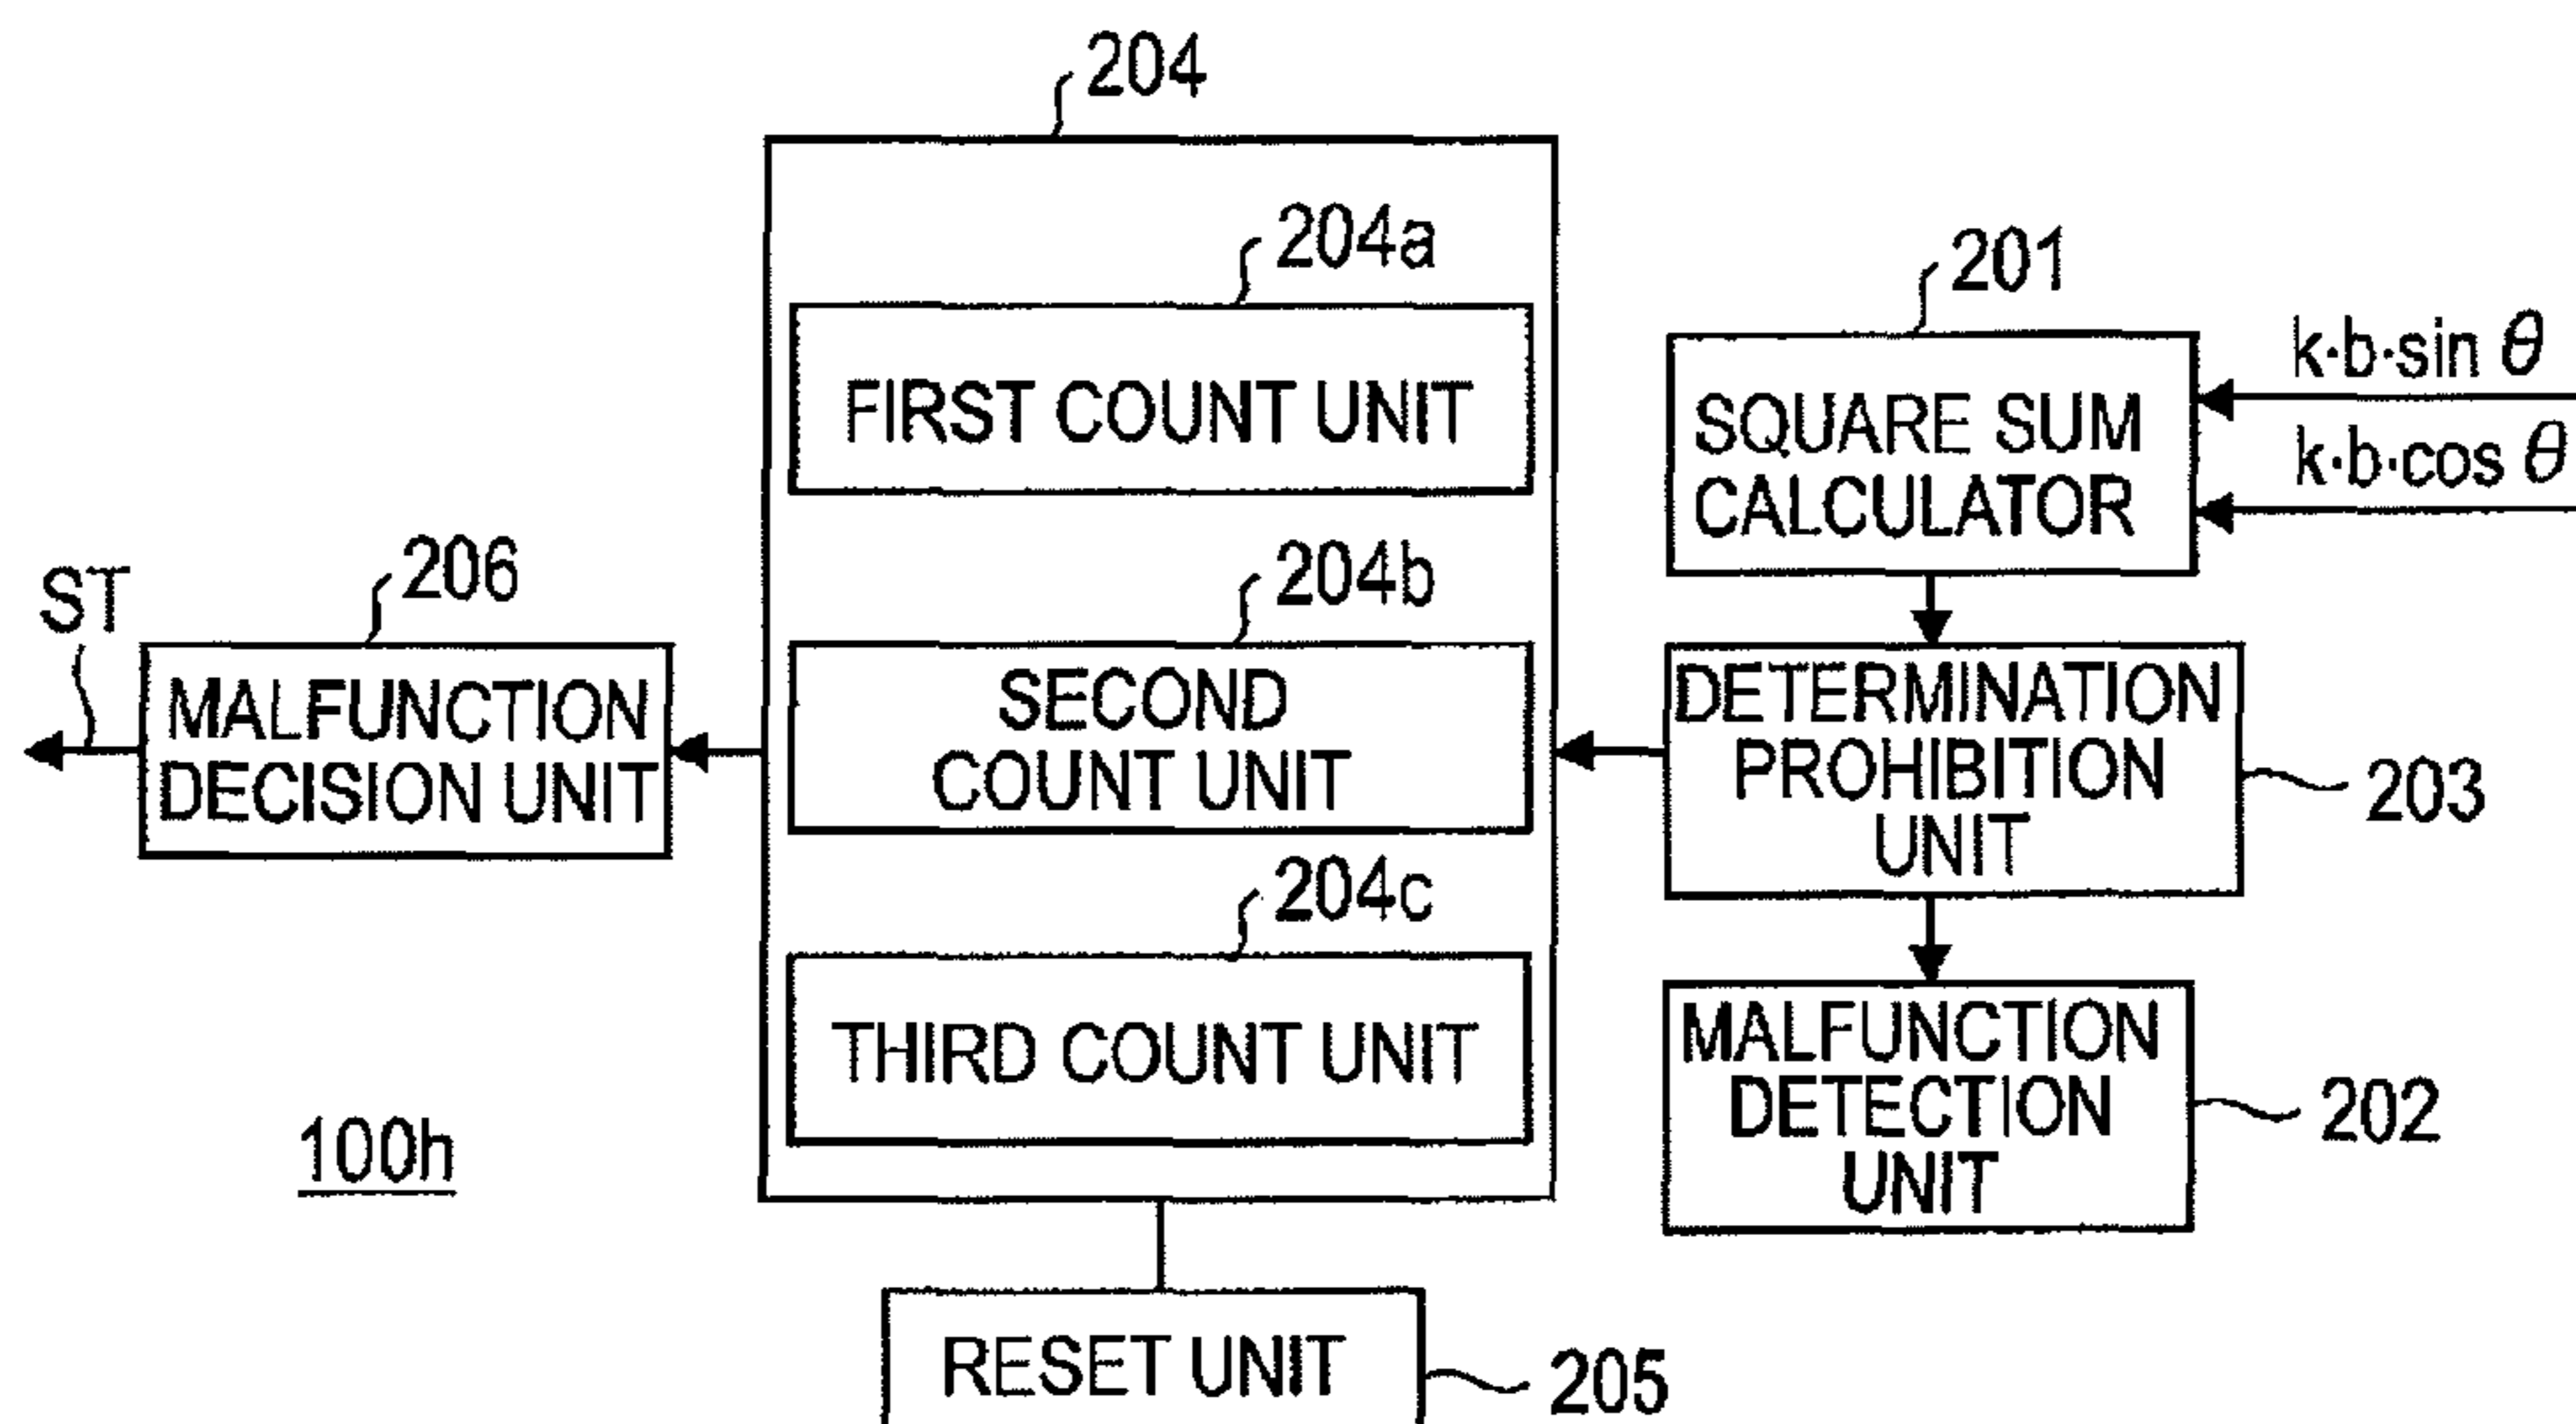 204
204a
FIRST COUNT UNIT
201
k·b·sin θ
SQUARE SUM
CALCULATOR
k·b·cos θ
ST
206
MALFUNCTION
DECISION UNIT
204b
SECOND
COUNT UNIT
DETERMINATION
PROHIBITION
UNIT
203
204c
THIRD COUNT UNIT
MALFUNCTION
DETECTION
UNIT
202
100h
RESET UNIT
205